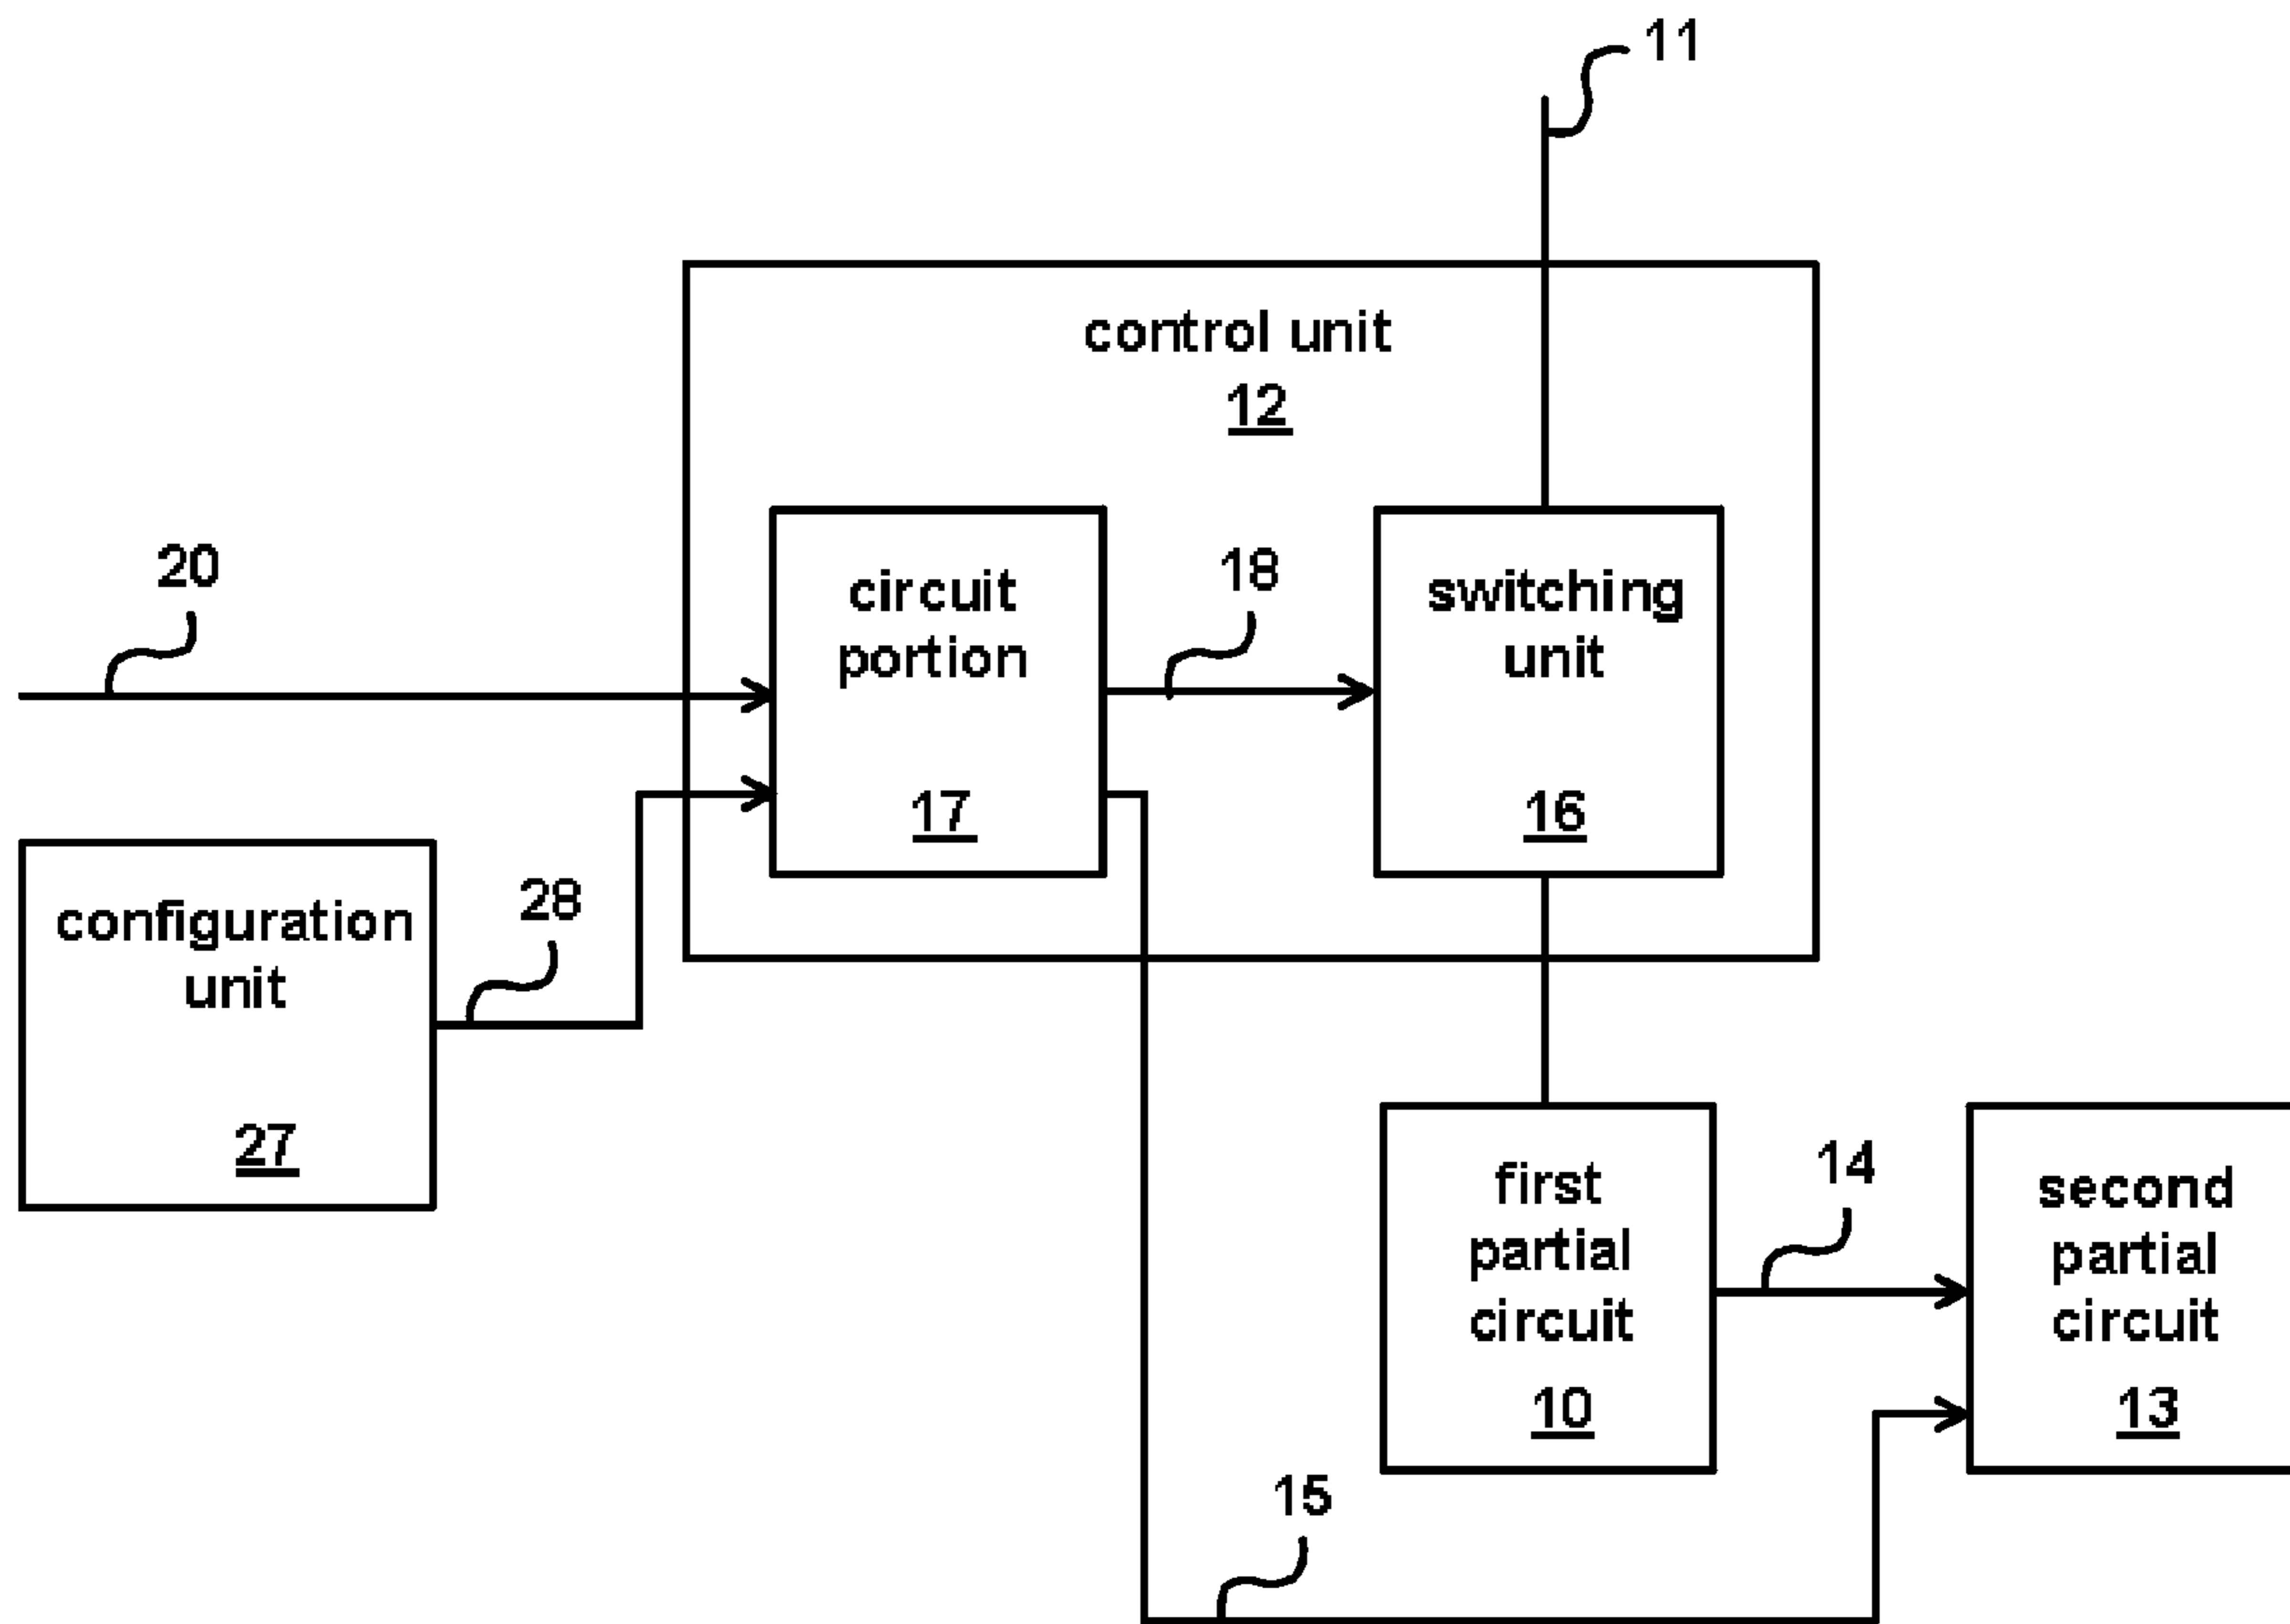 11
control unit
12
20
circuit
portion
17
18
switching
unit
16
configuration
unit
27
28
first
partial
circuit
10
14
second
partial
circuit
13
15